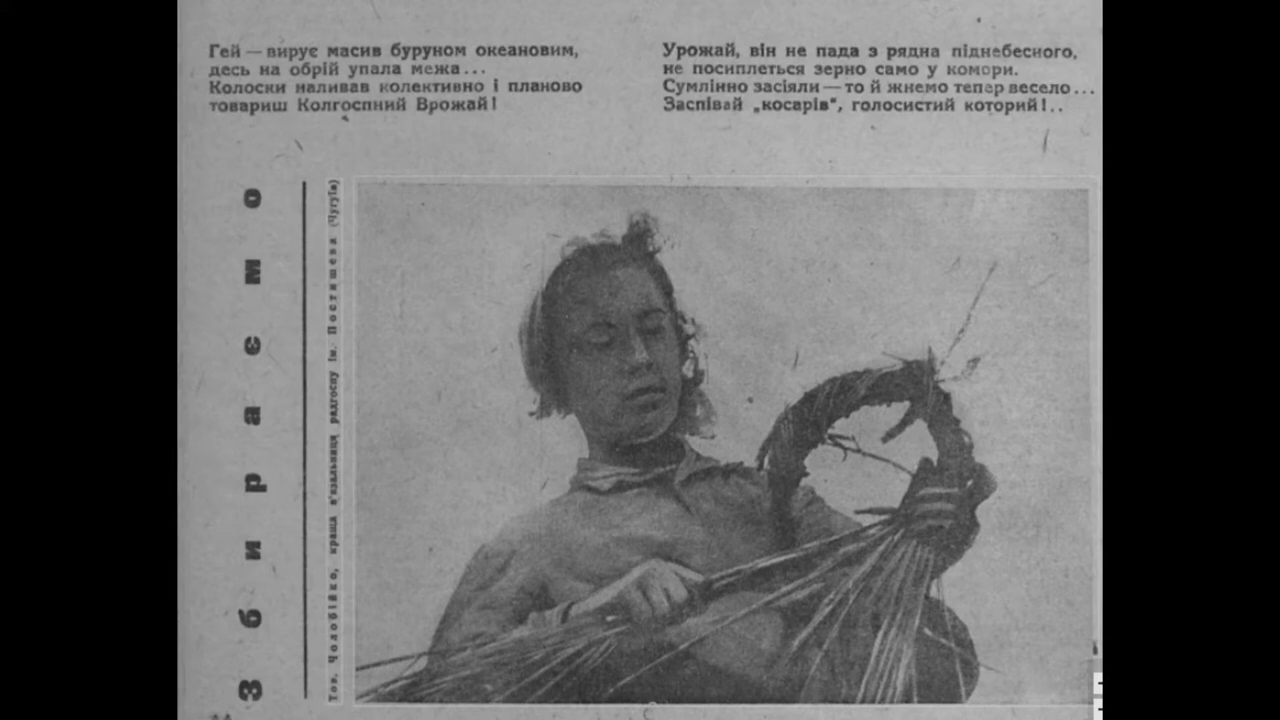 Гей — вирує масив буруном океановим,
десь на обрій упала межа...
Колоски наливав колективно і планово
товариш Колгоспний Врожай!
Урожай, він не пада з рядна піднебесного,
не посиплеться зерно само у комори.
Сумлінно засіяли — то й жнемо тепер весело...
Заспівай „косарів", голосистий которий!..
Збираємо
Тов. Чолобійко, краща в'язальниця радгоспу ім. Постишева (Чугуїв)